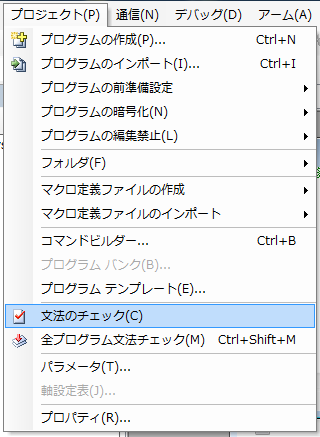 プロジェクト(P) 通信(N) デバッグ(D) アーム(A)
プログラムの作成(P)... Ctrl+N
プログラムのインポート(I)... Ctrl+I
プログラムの前準備設定
プログラムの暗号化(N)
プログラムの編集禁止(L)
フォルダ(F)
マクロ定義ファイルの作成
マクロ定義ファイルのインポート
コマンドビルダー... Ctrl+B
プログラム バンク(B)...
プログラム テンプレート(E)...
文法のチェック(C)
全プログラム文法チェック(M) Ctrl+Shift+M
パラメータ(T)...
軸設定表(J)...
プロパティ(R)...